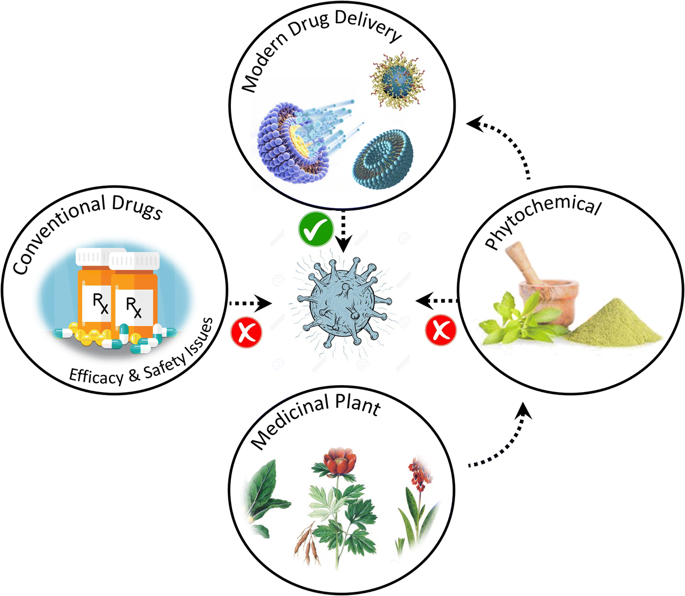 Modern Drug Delivery
Conventional Drugs
Rx
Rx
Efficacy & Safety Issues
Phytochemical
Medicinal Plant